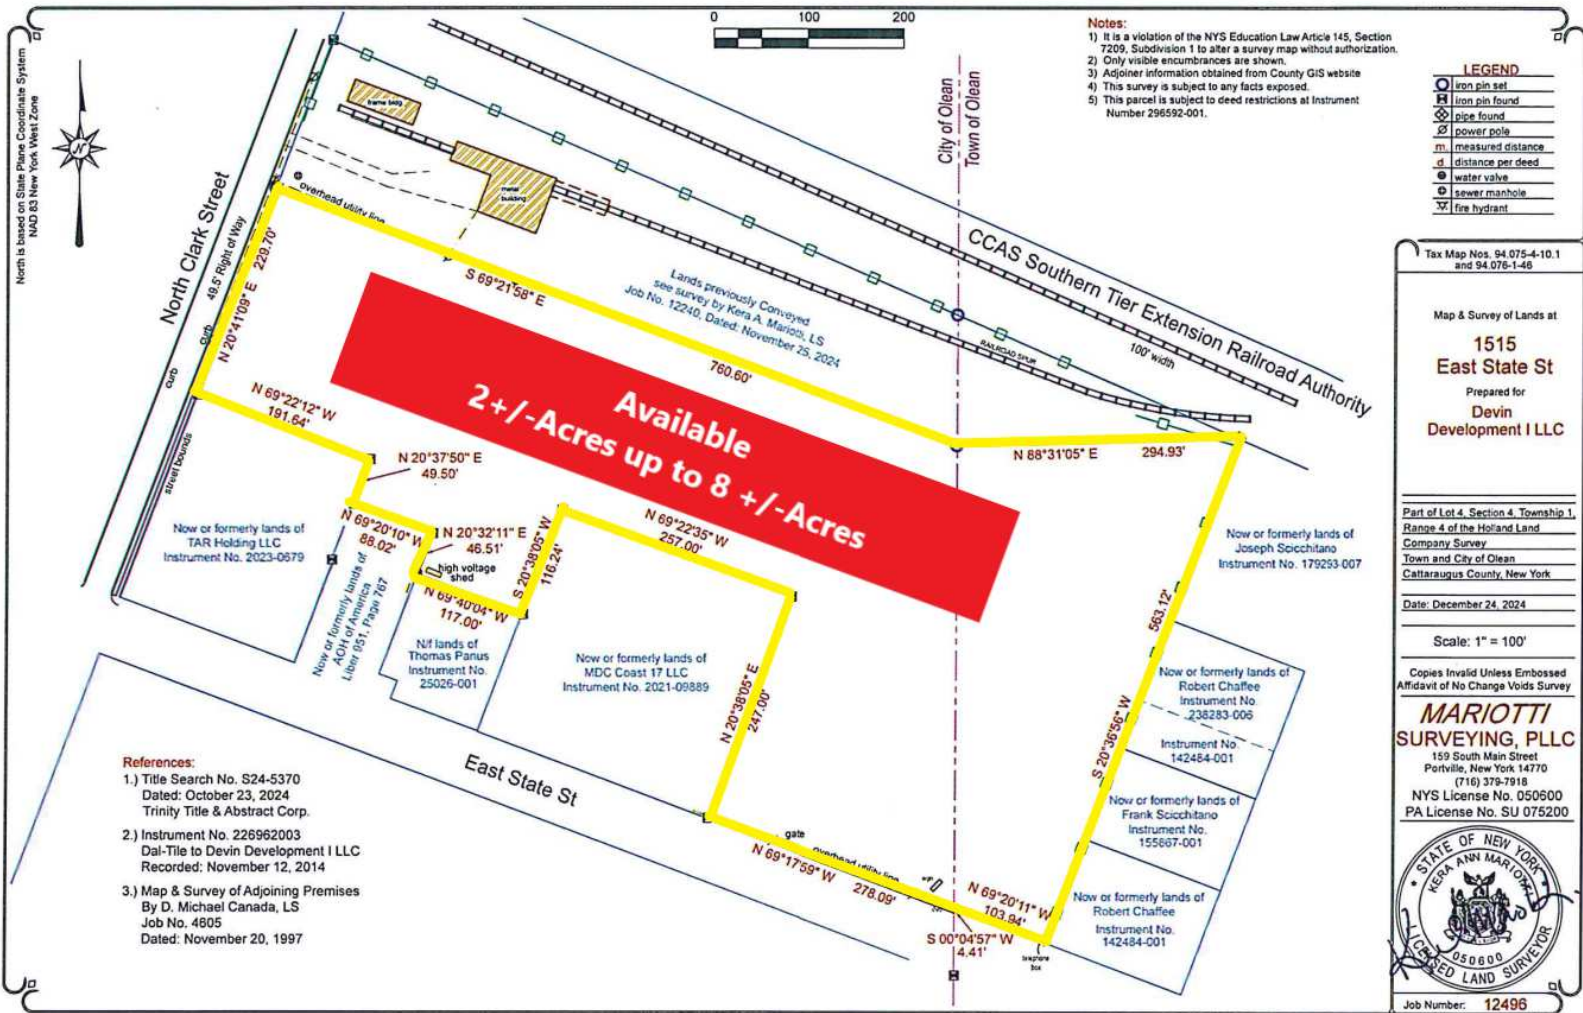 North is based on State Plane Coordinate System
NAD 83 New York West Zone
N
0 100 200
Notes:
1) It is a violation of the NYS Education Law Article 145, Section
7209, Subdivision 1 to alter a survey map without authorization.
2) Only visible encumbrances are shown.
3) Adjoiner information obtained from County GIS website
4) This survey is subject to any facts exposed.
5) This parcel is subject to deed restrictions at Instrument
Number 296592-001.
LEGEND
iron pin set
iron pin found
pipe found
power pole
m. measured distance
d distance per deed
water valve
sewer manhole
fire hydrant
City of Olean
Town of Olean
North Clark Street
49.5' Right of Way
curb
curb
street bounds
frame bldg
metal building
overhead utility line
CCAS Southern Tier Extension Railroad Authority
100' width
RAILROAD SPUR
Lands previously Conveyed
see survey by Kera A. Mariotti, LS
Job No. 12240, Dated: November 25, 2024
N 20°41'09" E 229.70'
S 69°21'58" E
760.60'
N 88°31'05" E 294.93'
Available
2+/-Acres up to 8 +/-Acres
N 69°22'12" W
191.64'
N 20°37'50" E
49.50'
N 69°20'10" W
88.02'
N 20°32'11" E
46.51'
high voltage
shed
N 69°40'04" W
117.00'
S 20°38'05" W
116.24'
N 69°22'35" W
257.00'
N 20°38'05" E
247.00'
S 20°36'56" W
563.12'
Now or formerly lands of
TAR Holding LLC
Instrument No. 2023-0679
Now or formerly lands of
AOH of America
Liber 951, Page 767
N/f lands of
Thomas Panus
Instrument No.
25026-001
Now or formerly lands of
MDC Coast 17 LLC
Instrument No. 2021-09889
Now or formerly lands of
Joseph Scicchitano
Instrument No. 179293-007
Now or formerly lands of
Robert Chaffee
Instrument No.
238283-006
Instrument No.
142484-001
Now or formerly lands of
Frank Scicchitano
Instrument No.
155867-001
Now or formerly lands of
Robert Chaffee
Instrument No.
142484-001
East State St
gate
overhead utility line
N 69°17'59" W 278.09'
N 69°20'11" W
103.94'
S 00°04'57" W
4.41'
telephone
box
References:
1.) Title Search No. S24-5370
Dated: October 23, 2024
Trinity Title & Abstract Corp.
2.) Instrument No. 226962003
Dal-Tile to Devin Development I LLC
Recorded: November 12, 2014
3.) Map & Survey of Adjoining Premises
By D. Michael Canada, LS
Job No. 4605
Dated: November 20, 1997
Tax Map Nos. 94.075-4-10.1
and 94.076-1-46
Map & Survey of Lands at
1515
East State St
Prepared for
Devin
Development I LLC
Part of Lot 4, Section 4, Township 1,
Range 4 of the Holland Land
Company Survey
Town and City of Olean
Cattaraugus County, New York
Date: December 24, 2024
Scale: 1" = 100'
Copies Invalid Unless Embossed
Affidavit of No Change Voids Survey
MARIOTTI
SURVEYING, PLLC
159 South Main Street
Portville, New York 14770
(716) 379-7918
NYS License No. 050600
PA License No. SU 075200
STATE OF NEW YORK
KERA ANN MARIOTTI
050600
LICENSED LAND SURVEYOR
Job Number: 12496